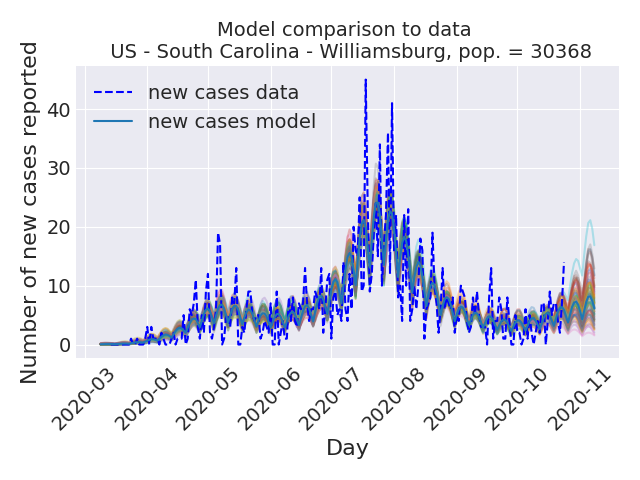 Model comparison to data
US - South Carolina - Williamsburg, pop. = 30368
Number of new cases reported
new cases data
new cases model
40
30
20
10
0
2020-03
2020-04
2020-05
2020-06
2020-07
2020-08
2020-09
2020-10
2020-11
Day